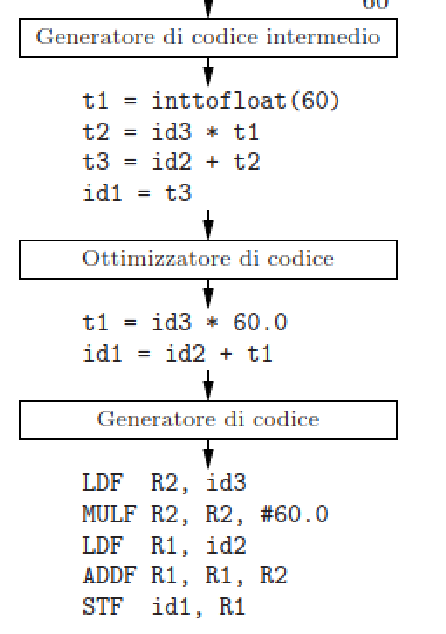 60
Generatore di codice intermedio
t1 = inttofloat(60)
t2 = id3 * t1
t3 = id2 + t2
id1 = t3
Ottimizzatore di codice
t1 = id3 * 60.0
id1 = id2 + t1
Generatore di codice
LDF R2, id3
MULF R2, R2, #60.0
LDF R1, id2
ADDF R1, R1, R2
STF id1, R1